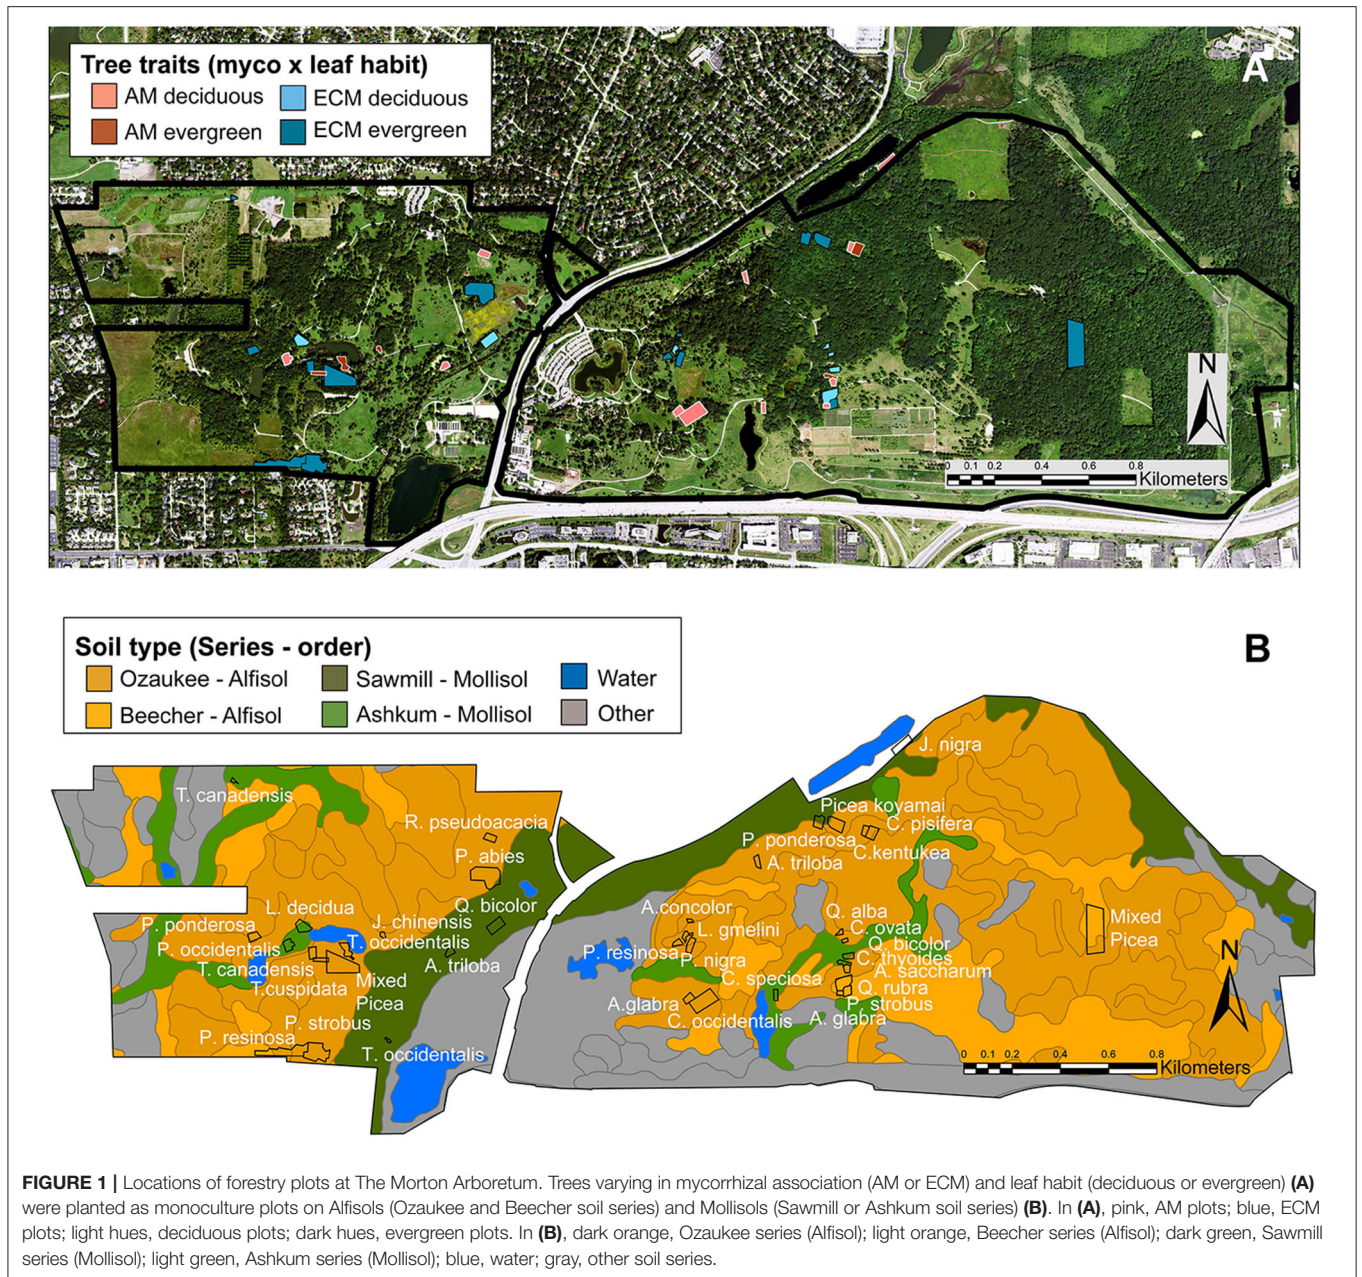 Tree traits (myco x leaf habit)
AM deciduous
ECM deciduous
AM evergreen
ECM evergreen
A
N
0 0.1 0.2 0.4 0.6 0.8
Kilometers
Soil type (Series - order)
Ozaukee - Alfisol
Sawmill - Mollisol
Water
Beecher - Alfisol
Ashkum - Mollisol
Other
B
J. nigra
T. canadensis
Picea koyamai
R. pseudoacacia
C. pisifera
P. ponderosa
P. abies
C.kentukea
A. triloba
L. decidua
Q. bicolor
A.concolor
Q. alba
Mixed
Picea
P. ponderosa
J. chinensis
C. ovata
L. gmelini
P. occidentalis
T. occidentalis
Q. bicolor
P. resinosa
P. nigra
C. thyoides
T. canadensis
A. triloba
A. saccharum
C. speciosa
Mixed
Picea
T.cuspidata
Q. rubra
A.glabra
P. strobus
P. strobus
C. occidentalis
A. glabra
P. resinosa
T. occidentalis
N
0 0.1 0.2 0.4 0.6 0.8
Kilometers
FIGURE 1 | Locations of forestry plots at The Morton Arboretum. Trees varying in mycorrhizal association (AM or ECM) and leaf habit (deciduous or evergreen) (A)
were planted as monoculture plots on Alfisols (Ozaukee and Beecher soil series) and Mollisols (Sawmill or Ashkum soil series) (B). In (A), pink, AM plots; blue, ECM
plots; light hues, deciduous plots; dark hues, evergreen plots. In (B), dark orange, Ozaukee series (Alfisol); light orange, Beecher series (Alfisol); dark green, Sawmill
series (Mollisol); light green, Ashkum series (Mollisol); blue, water; gray, other soil series.